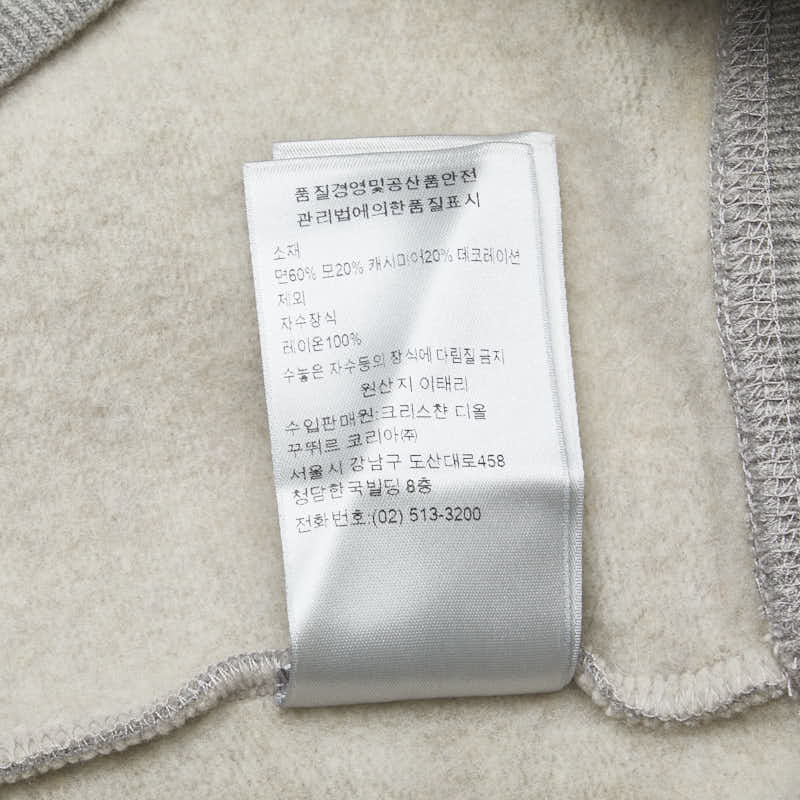 품질경영및공산품안전
관리법에의한품질표시
소재
면60% 모20% 캐시미어20% 데코레이션
제외
자수장식
레이온100%
수놓은 자수등의 장식에 다림질금지
원산지 이태리
수입판매원:크리스챤 디올
꾸뛰르 코리아㈜
서울시 강남구 도산대로458
청담한국빌딩 8층
전화번호:(02) 513-3200